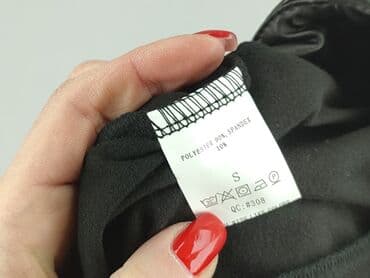 POLYESTER 90%, SPANDEX
10%
S
QC:#308